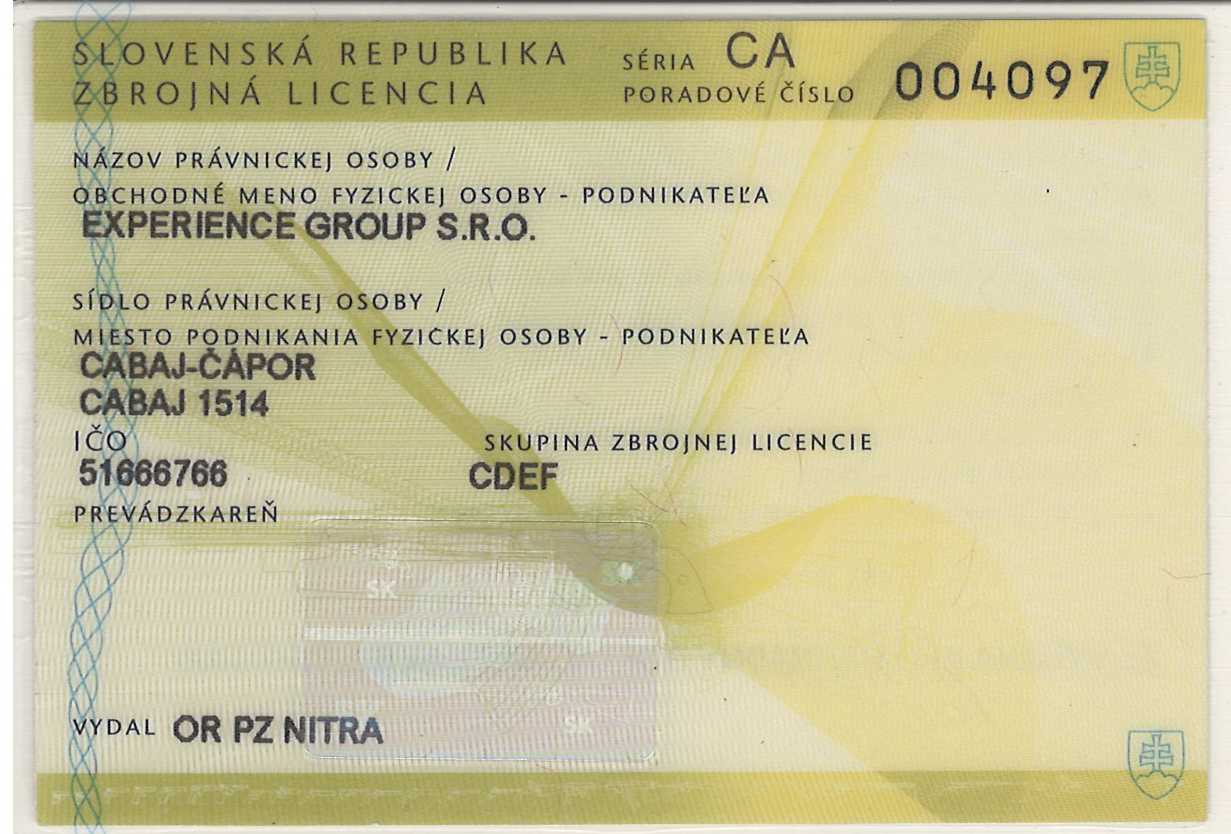 SLOVENSKÁ REPUBLIKA
ZBROJNÁ LICENCIA
SÉRIA CA
PORADOVÉ ČÍSLO 004097
NÁZOV PRÁVNICKEJ OSOBY /
OBCHODNÉ MENO FYZICKEJ OSOBY - PODNIKATEĽA
EXPERIENCE GROUP S.R.O.
SÍDLO PRÁVNICKEJ OSOBY /
MIESTO PODNIKANIA FYZICKEJ OSOBY - PODNIKATEĽA
CABAJ-ČÁPOR
CABAJ 1514
IČO
SKUPINA ZBROJNEJ LICENCIE
51666766
CDEF
PREVÁDZKAREŇ
SK
SK
SK
VYDAL OR PZ NITRA